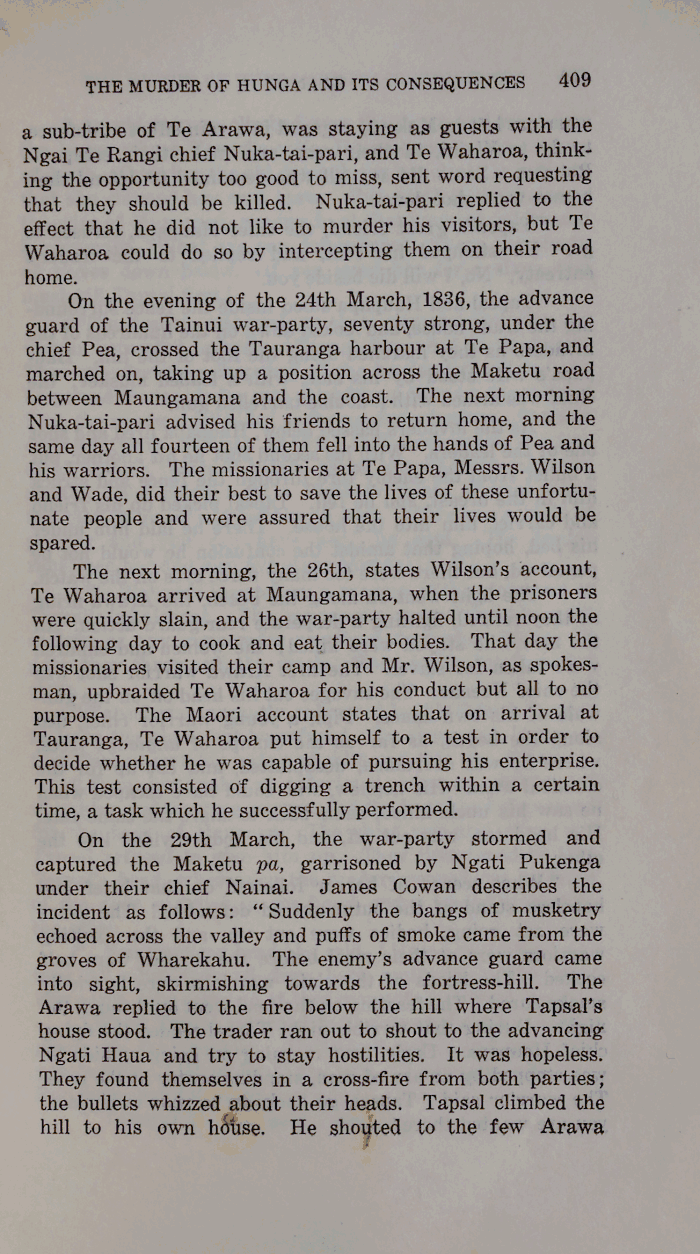 THE MURDER OF HUNGA AND ITS CONSEQUENCES 409
a sub-tribe of Te Arawa, was staying as guests with the
Ngai Te Rangi chief Nuka-tai-pari, and Te Waharoa, think-
ing the opportunity too good to miss, sent word requesting
that they should be killed. Nuka-tai-pari replied to the
effect that he did not like to murder his visitors, but Te
Waharoa could do so by intercepting them on their road
home.
On the evening of the 24th March, 1836, the advance
guard of the Tainui war-party, seventy strong, under the
chief Pea, crossed the Tauranga harbour at Te Papa, and
marched on, taking up a position across the Maketu road
between Maungamana and the coast. The next morning
Nuka-tai-pari advised his friends to return home, and the
same day all fourteen of them fell into the hands of Pea and
his warriors. The missionaries at Te Papa, Messrs. Wilson
and Wade, did their best to save the lives of these unfortu-
nate people and were assured that their lives would be
spared.
The next morning, the 26th, states Wilson's account,
Te Waharoa arrived at Maungamana, when the prisoners
were quickly slain, and the war-party halted until noon the
following day to cook and eat their bodies. That day the
missionaries visited their camp and Mr. Wilson, as spokes-
man, upbraided Te Waharoa for his conduct but all to no
purpose. The Maori account states that on arrival at
Tauranga, Te Waharoa put himself to a test in order to
decide whether he was capable of pursuing his enterprise.
This test consisted of digging a trench within a certain
time, a task which he successfully performed.
On the 29th March, the war-party stormed and
captured the Maketu pa, garrisoned by Ngati Pukenga
under their chief Nainai. James Cowan describes the
incident as follows: "Suddenly the bangs of musketry
echoed across the valley and puffs of smoke came from the
groves of Wharekahu. The enemy's advance guard came
into sight, skirmishing towards the fortress-hill. The
Arawa replied to the fire below the hill where Tapsal's
house stood. The trader ran out to shout to the advancing
Ngati Haua and try to stay hostilities. It was hopeless.
They found themselves in a cross-fire from both parties;
the bullets whizzed about their heads. Tapsal climbed the
hill to his own house. He shouted to the few Arawa